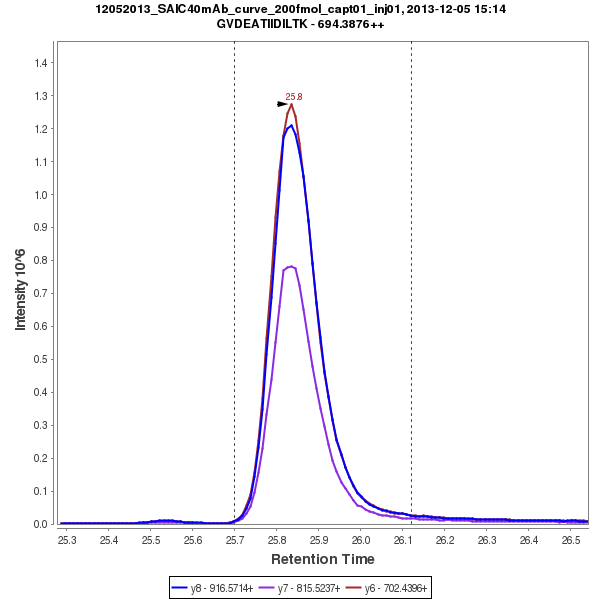 12052013_SAIC40mAb_curve_200fmol_capt01_inj01, 2013-12-05 15:14
GVDEATIIDILTK - 694.3876++
25.8
1.4
1.3
1.2
1.1
1.0
0.9
0.8
0.7
0.6
0.5
0.4
0.3
0.2
0.1
0.0
Intensity 10^6
25.3 25.4 25.5 25.6 25.7 25.8 25.9 26.0 26.1 26.2 26.3 26.4 26.5
Retention Time
y8 - 916.5714+ y7 - 815.5237+ y6 - 702.4396+